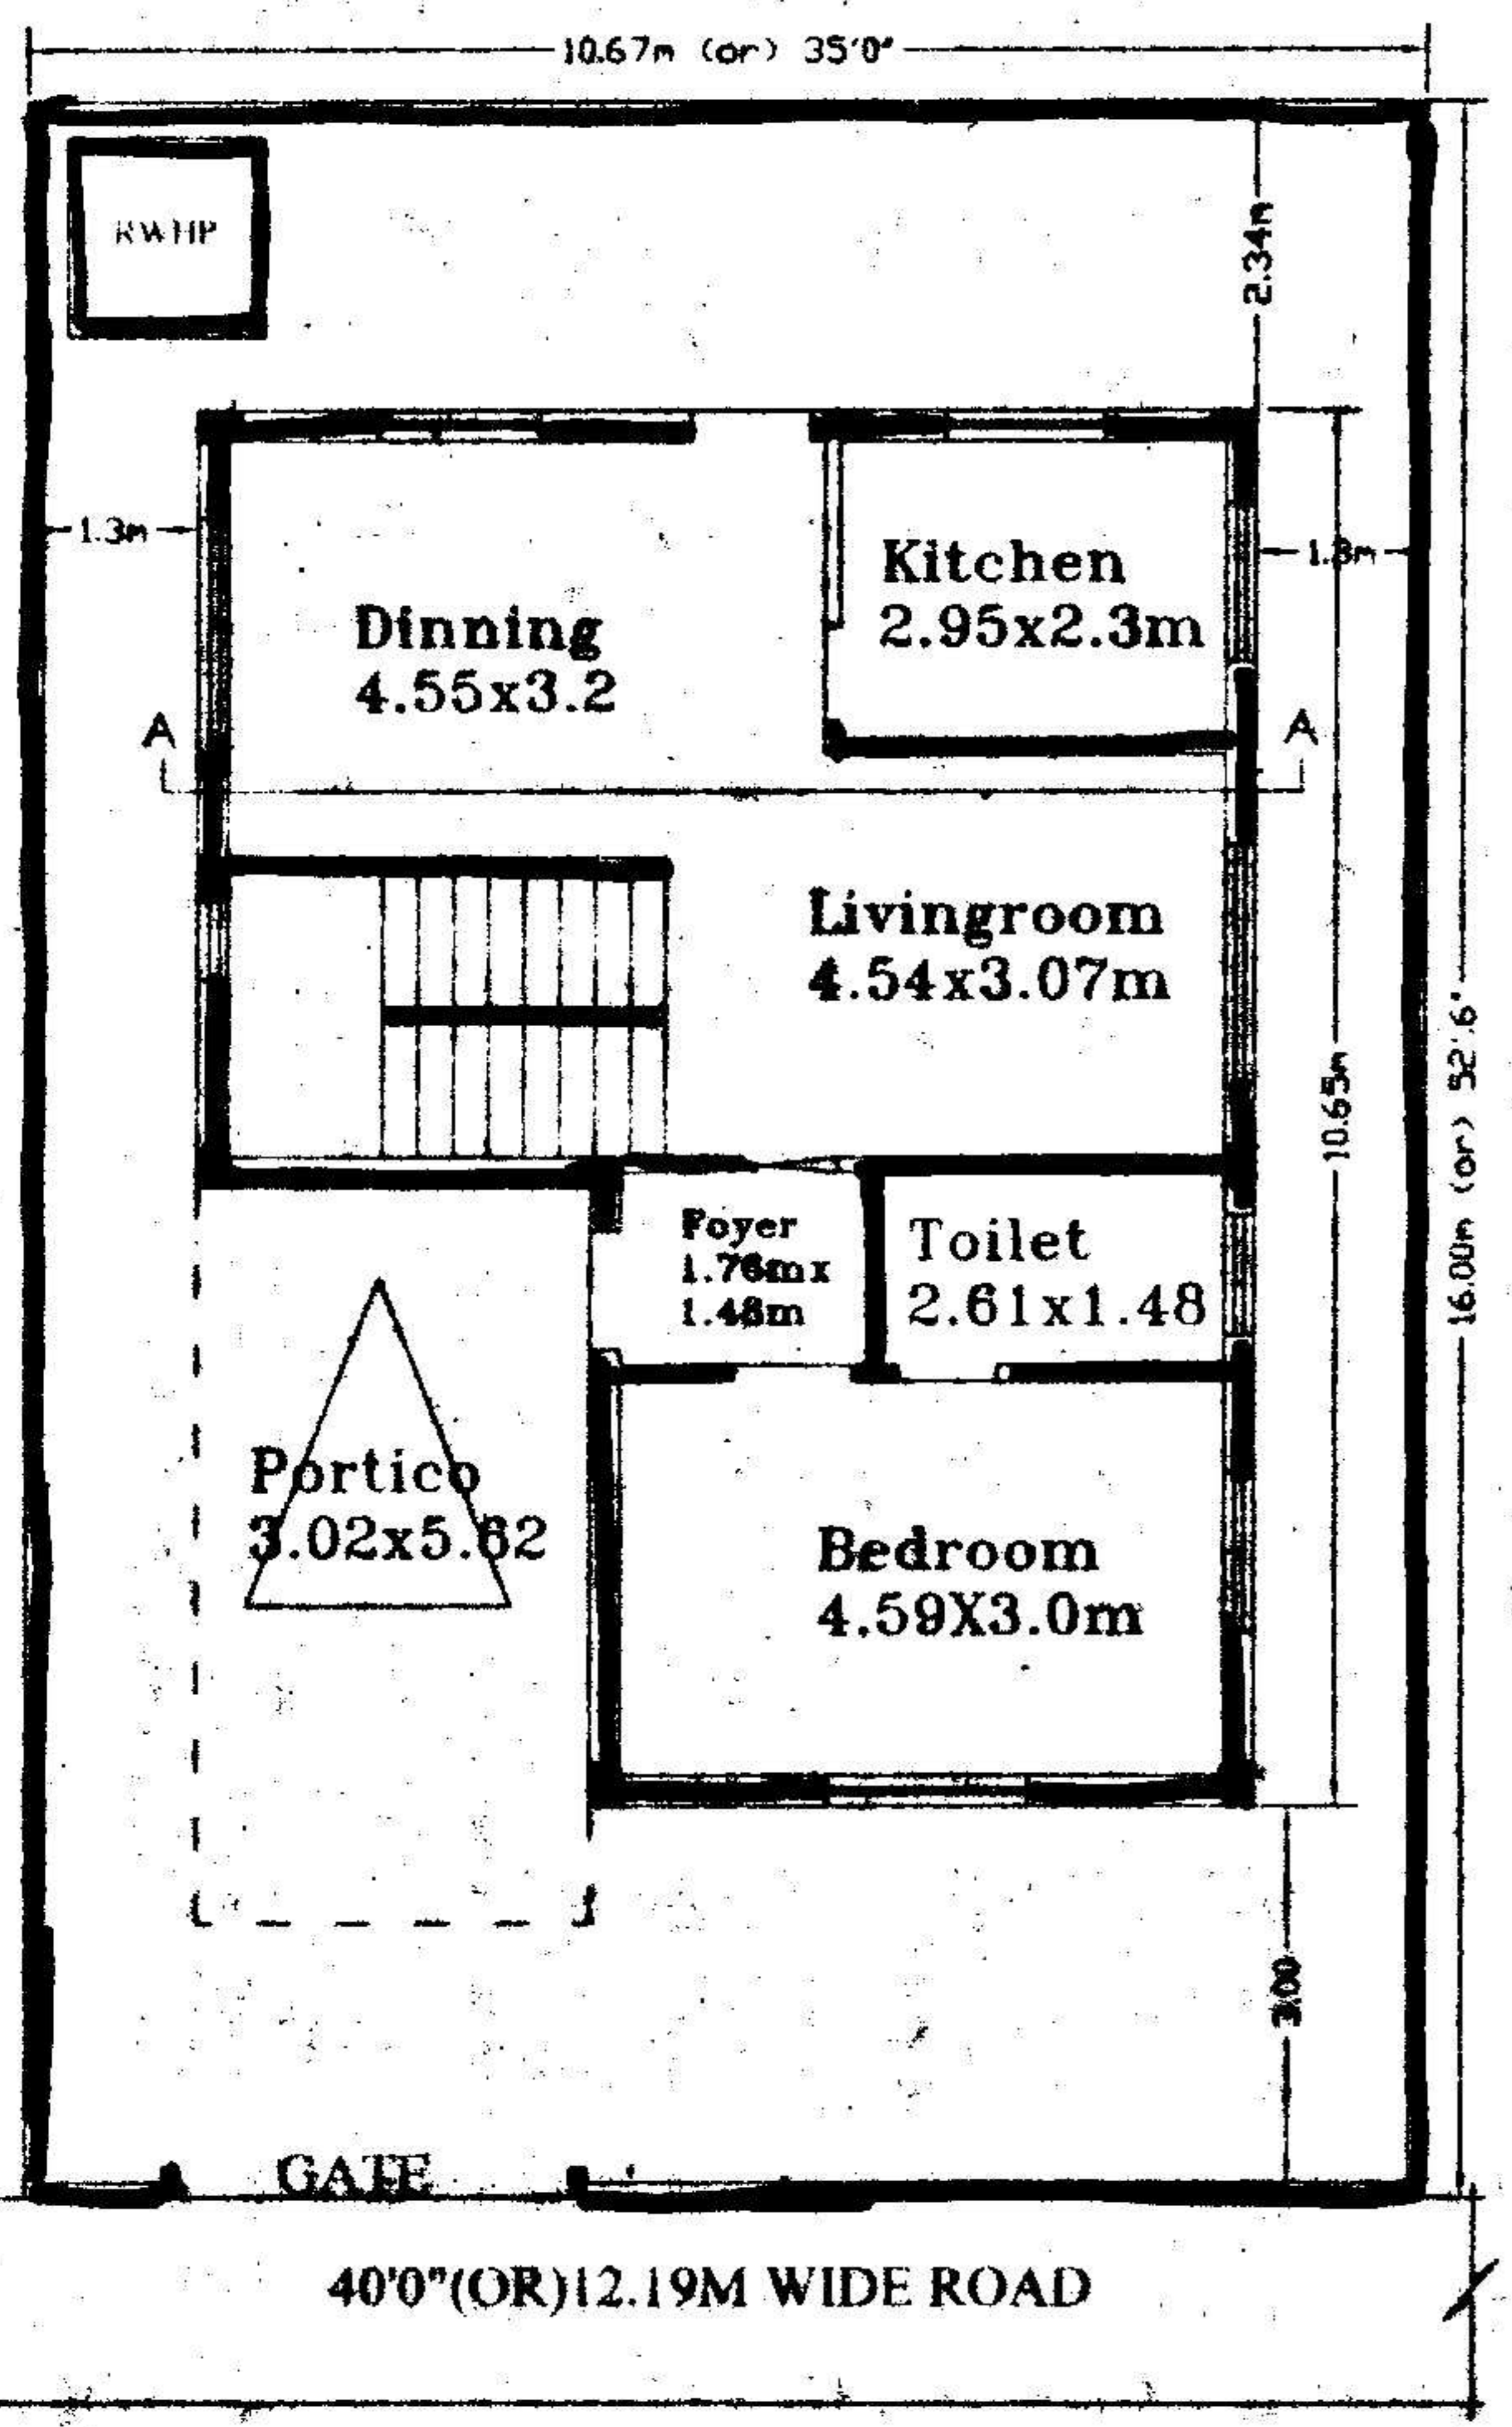 10.67m (or) 35'0"
RWHP
2.34m
1.3m
Kitchen
2.95x2.3m
Dinning
4.55x3.2
A
A
Livingroom
4.54x3.07m
10.65m
16.00m (or) 52'.6"
Foyer
1.76mx
1.48m
Toilet
2.61x1.48
Portico
3.02x5.62
Bedroom
4.59X3.0m
3.00
GATE
40'0"(OR)12.19M WIDE ROAD